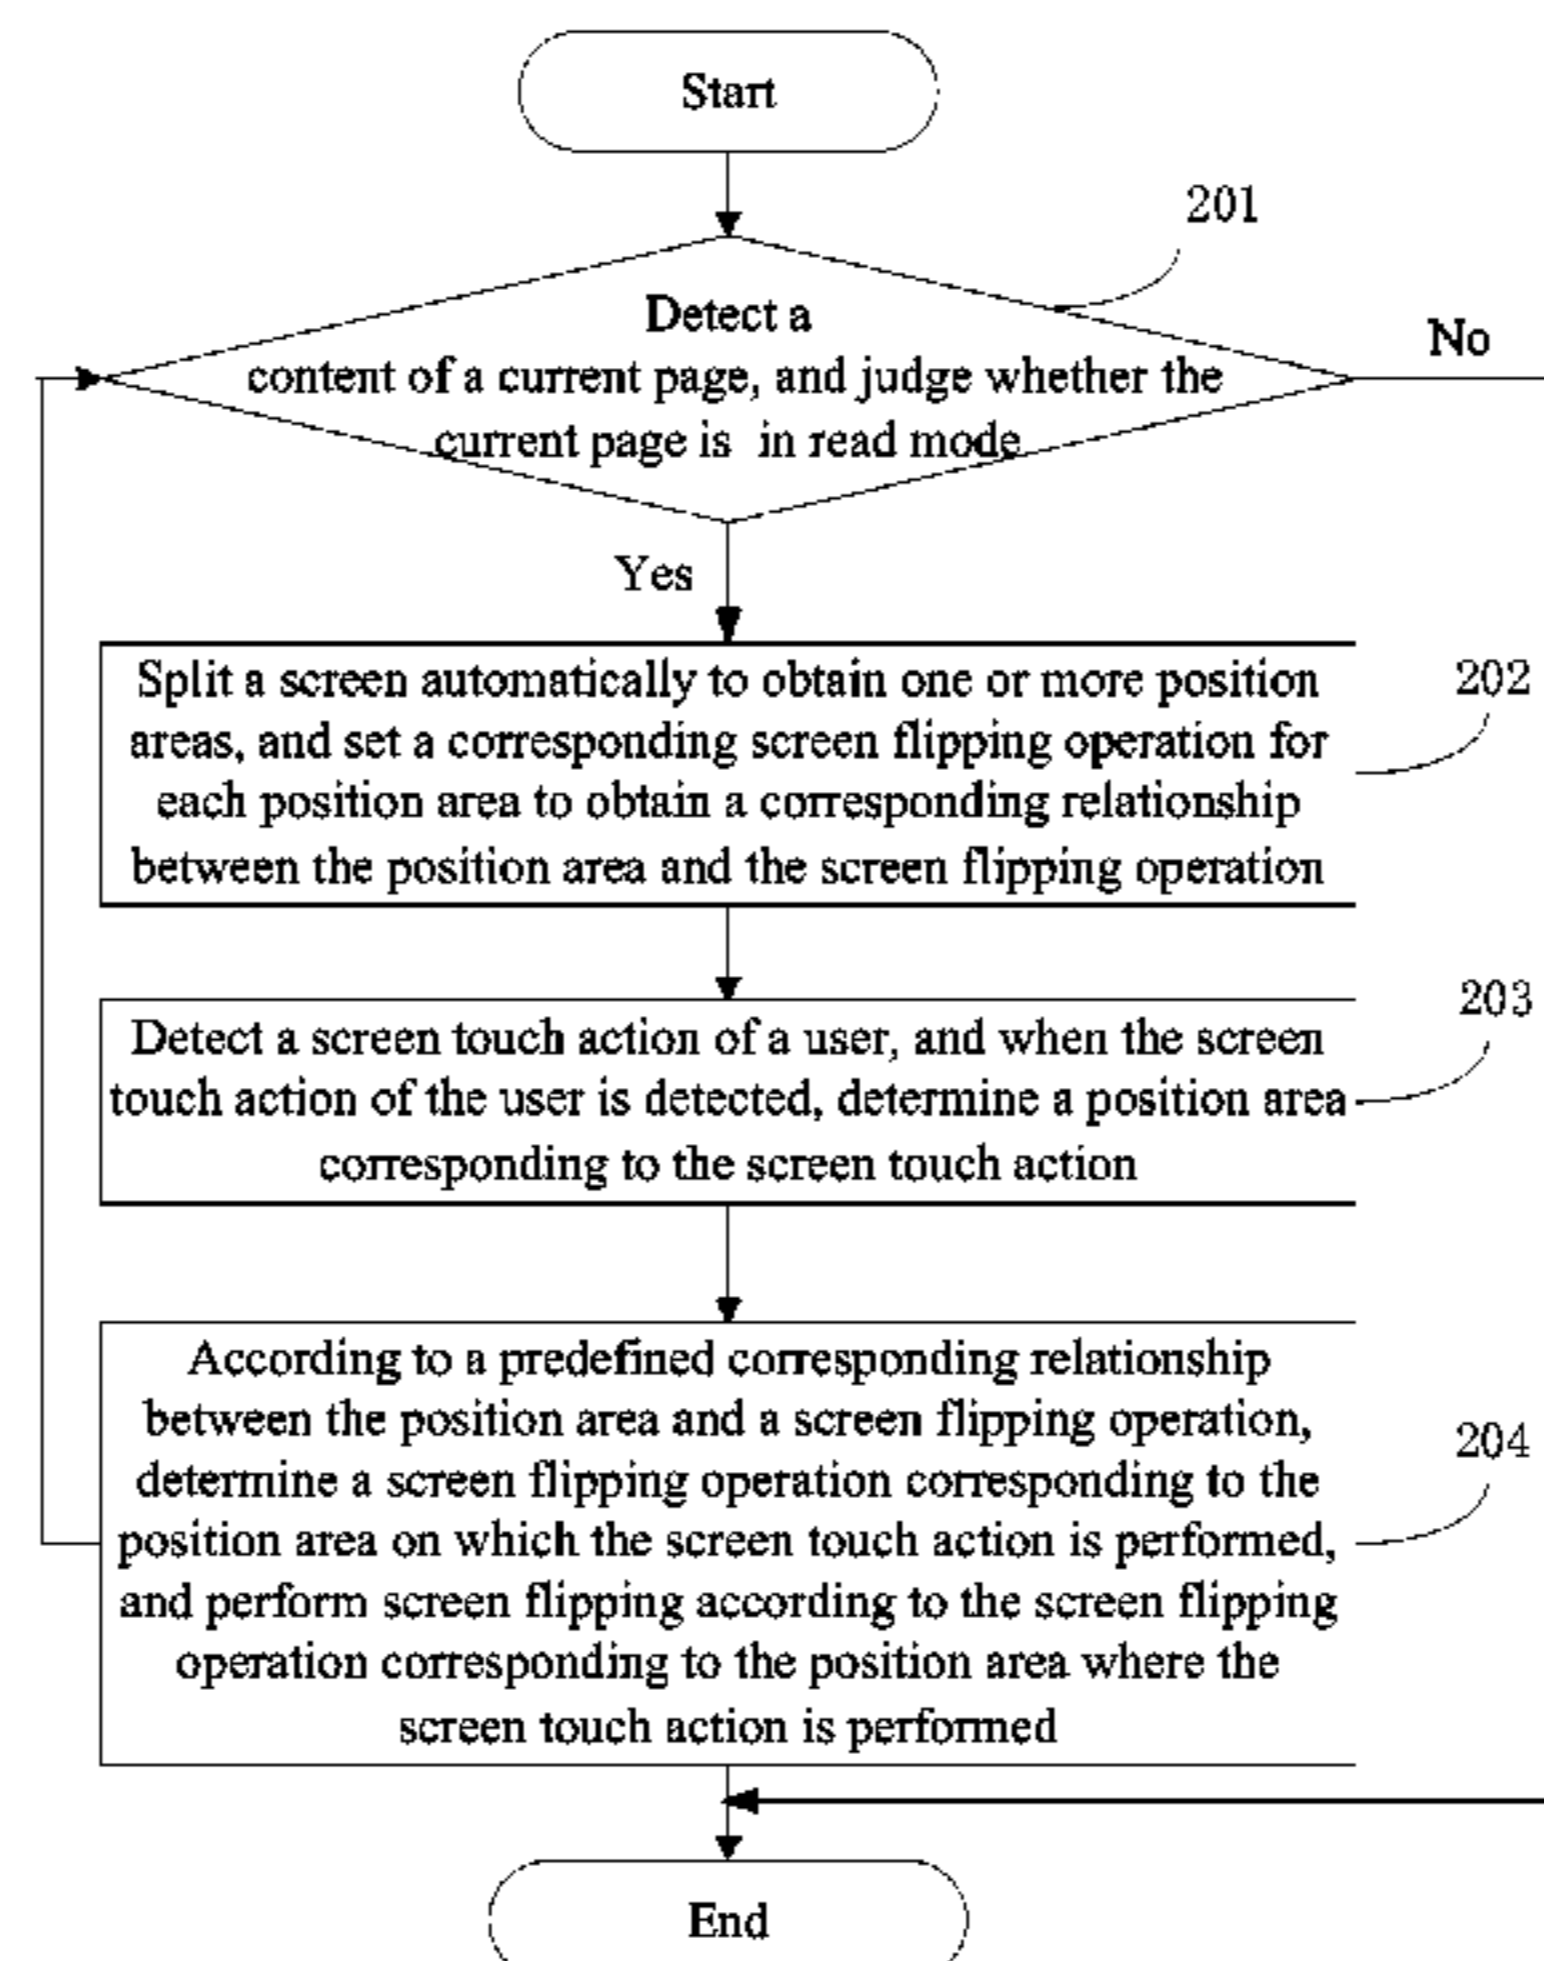 Start
201
Detect a
content of a current page, and judge whether the
current page is in read mode
No
Yes
Split a screen automatically to obtain one or more position
areas, and set a corresponding screen flipping operation for
each position area to obtain a corresponding relationship
between the position area and the screen flipping operation
202
Detect a screen touch action of a user, and when the screen
touch action of the user is detected, determine a position area
corresponding to the screen touch action
203
According to a predefined corresponding relationship
between the position area and a screen flipping operation,
determine a screen flipping operation corresponding to the
position area on which the screen touch action is performed,
and perform screen flipping according to the screen flipping
operation corresponding to the position area where the
screen touch action is performed
204
End